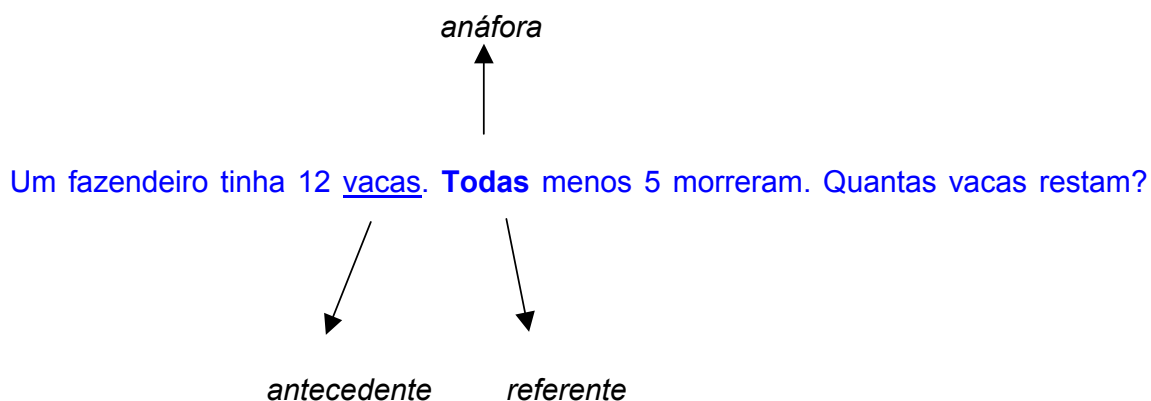 anáfora
Um fazendeiro tinha 12 vacas. Todas menos 5 morreram. Quantas vacas restam?
antecedente referente